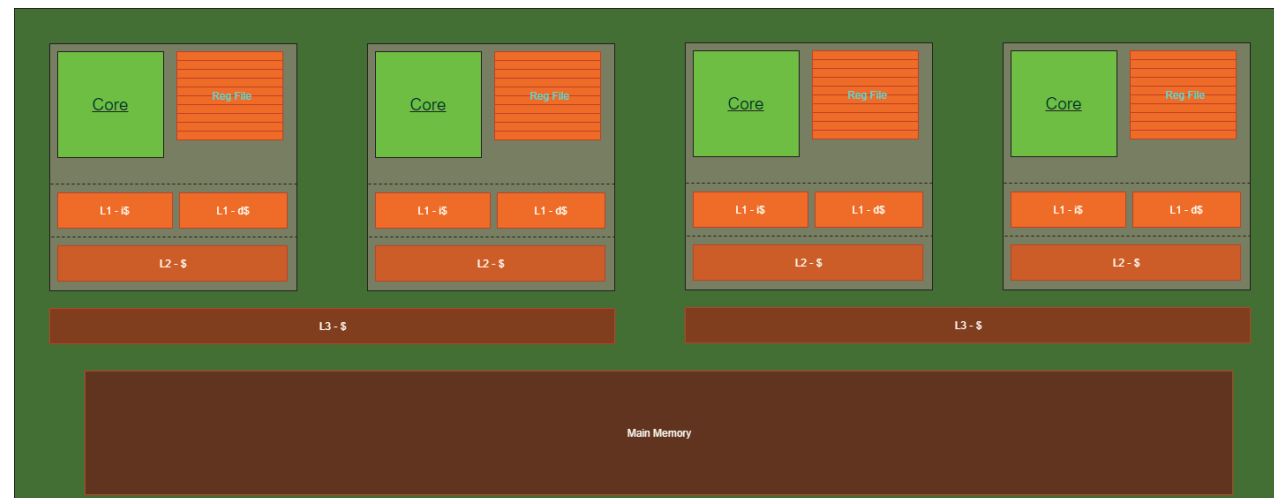 Core
Reg File
Core
Reg File
Core
Reg File
Core
Reg File
L1 - i$
L1 - d$
L1 - i$
L1 - d$
L1 - i$
L1 - d$
L1 - i$
L1 - d$
L2 - $
L2 - $
L2 - $
L2 - $
L3 - $
L3 - $
Main Memory